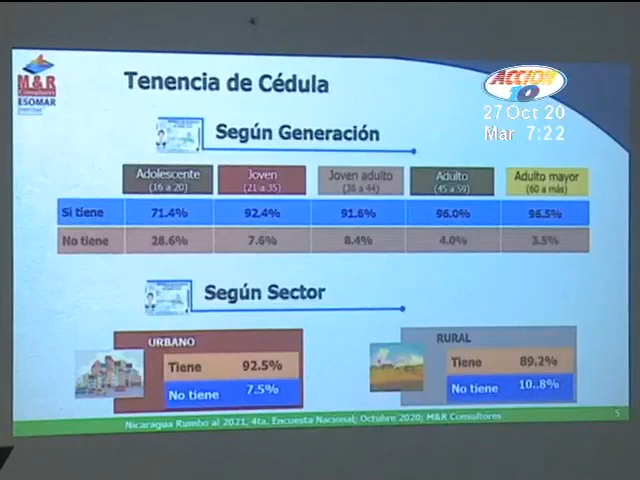 M&R
Consultores
ESOMAR
Tenencia de Cédula
ACCION
10
27 Oct 20
Mar 7:22
Según Generación
Adolescente Joven Joven adulto Adulto Adulto mayor
(16 a 20) (21 a 35) (36 a 44) (45 a 59) (60 a más)
Si tiene 71.4% 92.4% 91.6% 96.0% 96.5%
No tiene 28.6% 7.6% 8.4% 4.0% 3.5%
Según Sector
URBANO
Tiene 92.5%
No tiene 7.5%
RURAL
Tiene 89.2%
No tiene 10..8%
Nicaragua Rumbo al 2021, 4ta. Encuesta Nacional; Octubre 2020; M&R Consultores
5